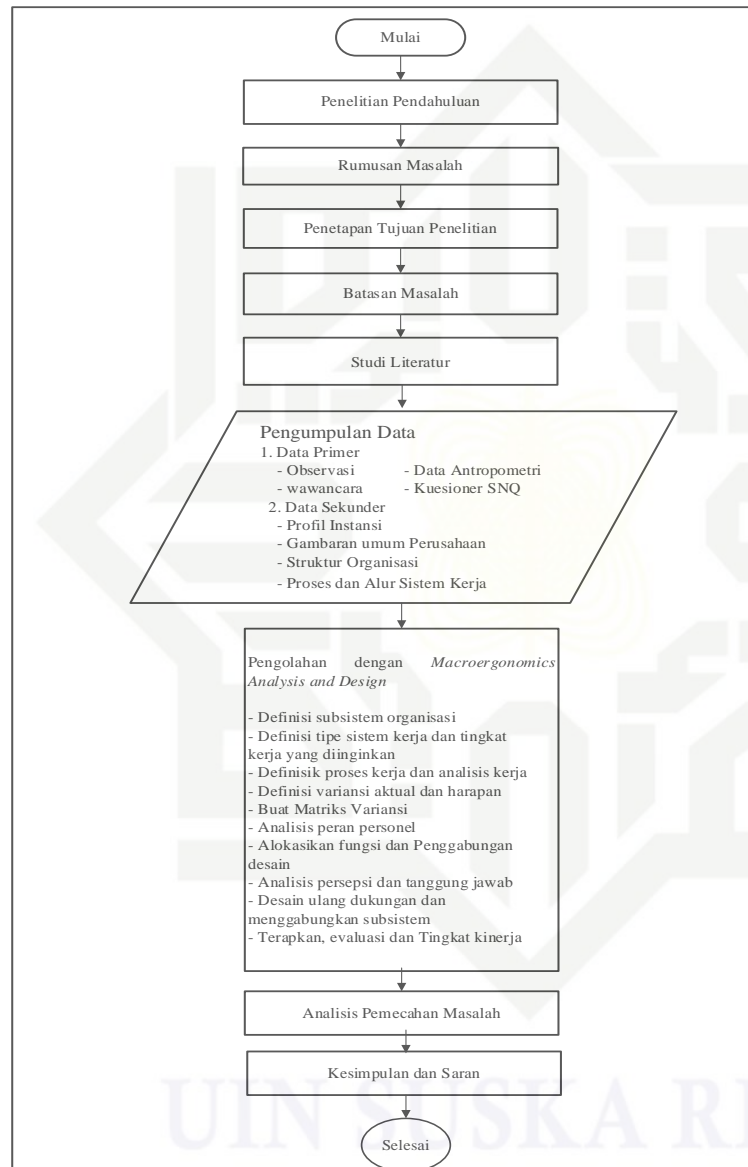 Mulai
Penelitian Pendahuluan
Rumusan Masalah
Penetapan Tujuan Penelitian
Batasan Masalah
Studi Literatur
Pengumpulan Data
1. Data Primer
- Observasi - Data Antropometri
- wawancara - Kuesioner SNQ
2. Data Sekunder
- Profil Instansi
- Gambaran umum Perusahaan
- Struktur Organisasi
- Proses dan Alur Sistem Kerja
Pengolahan dengan Macroergonomics
Analysis and Design
- Definisi subsistem organisasi
- Definisi tipe sistem kerja dan tingkat
kerja yang diinginkan
- Definisik proses kerja dan analisis kerja
- Definisi variansi aktual dan harapan
- Buat Matriks Variansi
- Analisis peran personel
- Alokasikan fungsi dan Penggabungan
desain
- Analisis persepsi dan tanggung jawab
- Desain ulang dukungan dan
menggabungkan subsistem
- Terapkan, evaluasi dan Tingkat kinerja
Analisis Pemecahan Masalah
Kesimpulan dan Saran
UIN SUSKA RI
Selesai